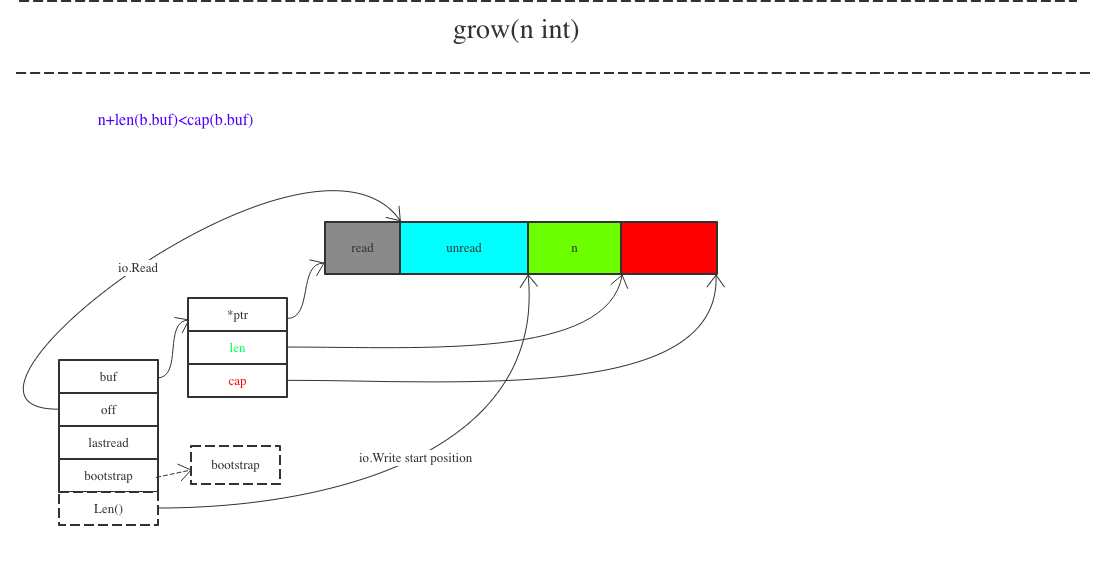 grow(n int)
n+len(b.buf)<cap(b.buf)
read
unread
n
io.Read
*ptr
len
cap
buf
off
lastread
bootstrap
Len()
bootstrap
io.Write start position